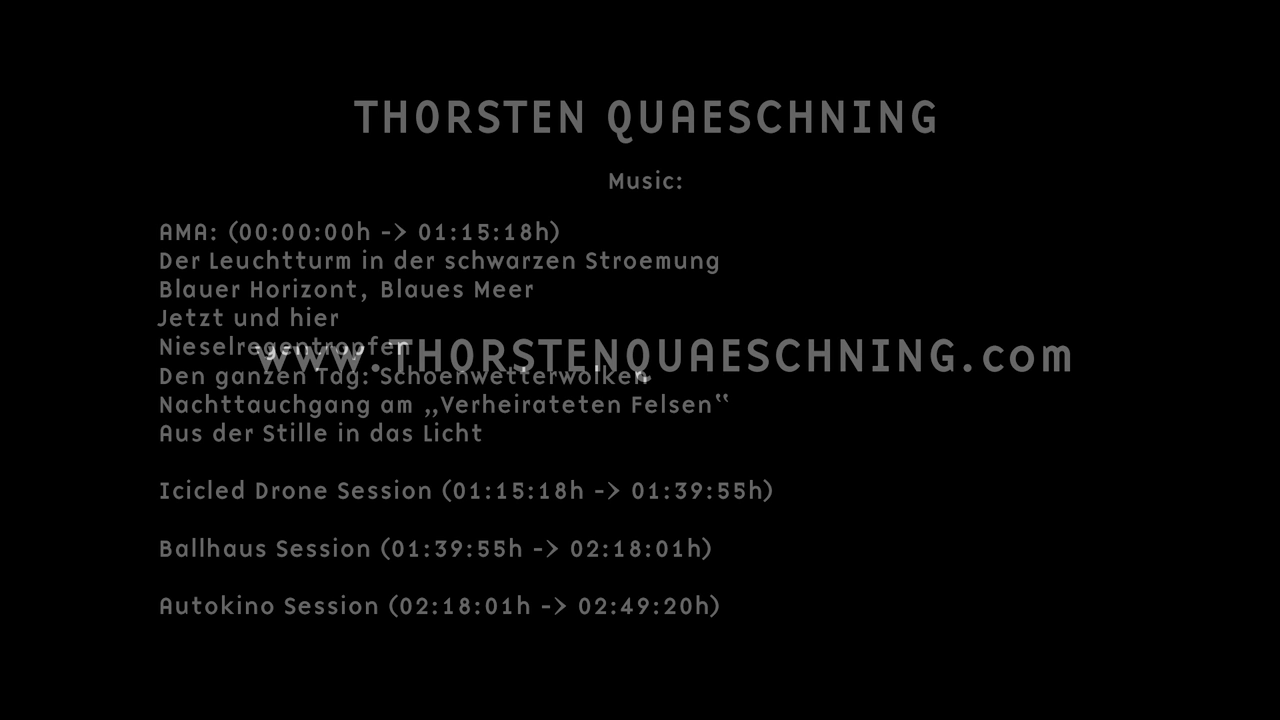 THORSTEN QUAESCHNING
Music:
AMA: (00:00:00h -> 01:15:18h)
Der Leuchtturm in der schwarzen Stroemung
Blauer Horizont, Blaues Meer
Jetzt und hier
Nieselregentropfen
www.THORSTENQUAESCHNING.com
Den ganzen Tag: Schoenwetterwolken
Nachttauchgang am „Verheirateten Felsen‟
Aus der Stille in das Licht
Icicled Drone Session (01:15:18h -> 01:39:55h)
Ballhaus Session (01:39:55h -> 02:18:01h)
Autokino Session (02:18:01h -> 02:49:20h)